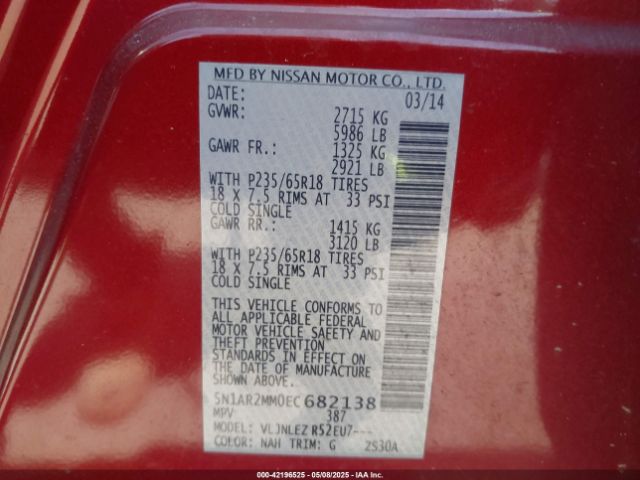 MFD BY NISSAN MOTOR CO., LTD.
DATE: 03/14
GVWR: 2715 KG
5986 LB
GAWR FR.: 1325 KG
2921 LB
WITH P235/65R18 TIRES
18 X 7.5 RIMS AT 33 PSI
COLD SINGLE
GAWR RR.: 1415 KG
3120 LB
WITH P235/65R18 TIRES
18 X 7.5 RIMS AT 33 PSI
COLD SINGLE
THIS VEHICLE CONFORMS TO
ALL APPLICABLE FEDERAL
MOTOR VEHICLE SAFETY AND
THEFT PREVENTION
STANDARDS IN EFFECT ON
THE DATE OF MANUFACTURE
SHOWN ABOVE.
5N1AR2MM0EC682138
MPV 387
MODEL: VLJNLEZ R52EU7---
COLOR: NAH TRIM: G 2S30A
000-42196525 - 05/08/2025 - IAAI.COM